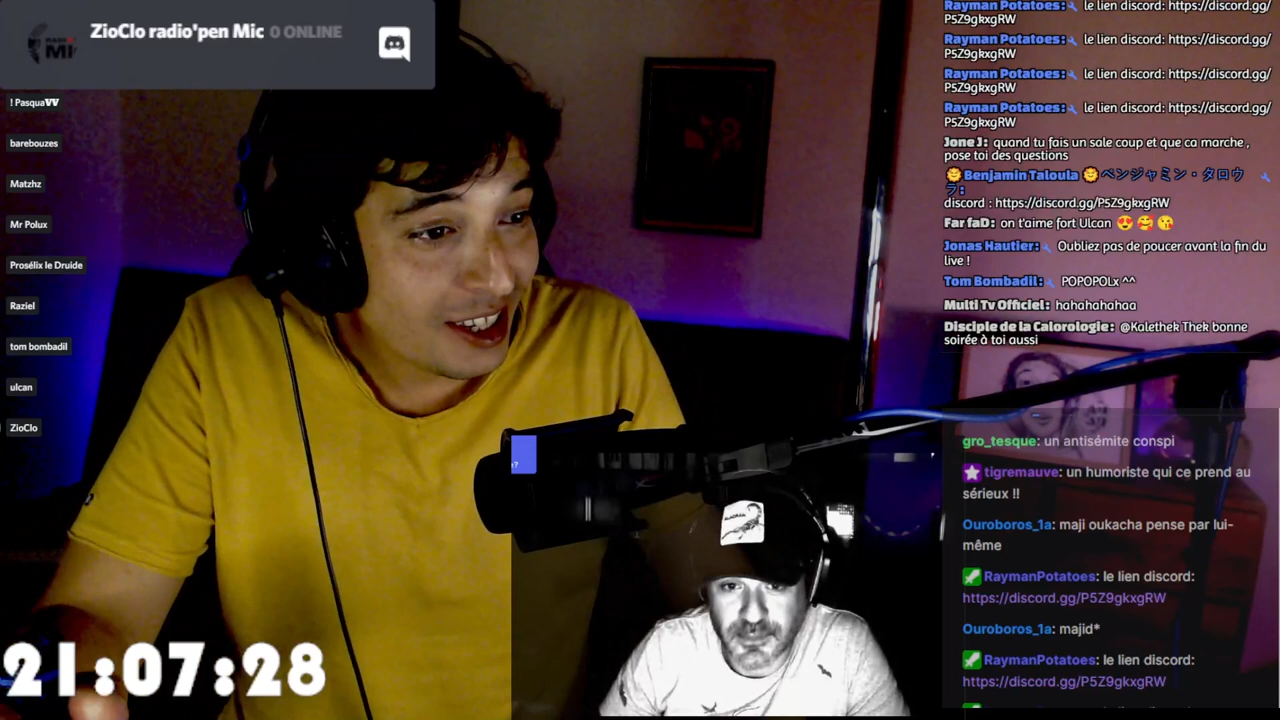 ZioClo radio'pen Mic 0 ONLINE
MI
! PasquaVV
barebouzes
Matzhz
Mr Polux
Prosélix le Druide
Raziel
tom bombadil
ulcan
ZioClo
21:07:28
Rayman Potatoes: le lien discord: https://discord.gg/
P5Z9gkxgRW
Rayman Potatoes: le lien discord: https://discord.gg/
P5Z9gkxgRW
Rayman Potatoes: le lien discord: https://discord.gg/
P5Z9gkxgRW
Rayman Potatoes: le lien discord: https://discord.gg/
P5Z9gkxgRW
Jone J: quand tu fais un sale coup et que ca marche ,
pose toi des questions
🌞Benjamin Taloula 🌞ベンジャミン・タロウ
ラ:
discord : https://discord.gg/P5Z9gkxgRW
Far faD: on t'aime fort Ulcan 😍 🥰 😘
Jonas Hautier: Oubliez pas de poucer avant la fin du
live !
Tom Bombadil: POPOPOLx ^^
Multi Tv Officiel: hahahahahaa
Disciple de la Calorologie: @Kalethek Thek bonne
soirée à toi aussi
gro_tesque: un antisémite conspi
tigremauve: un humoriste qui ce prend au
sérieux !!
Ouroboros_1a: maji oukacha pense par lui-
même
RaymanPotatoes: le lien discord:
https://discord.gg/P5Z9gkxgRW
Ouroboros_1a: majid*
RaymanPotatoes: le lien discord:
https://discord.gg/P5Z9gkxgRW